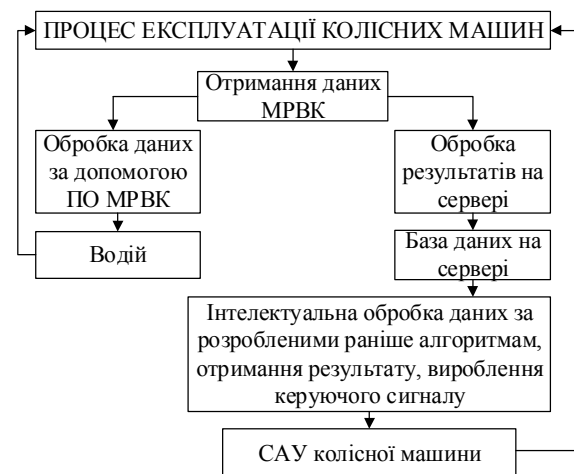 ПРОЦЕС ЕКСПЛУАТАЦІЇ КОЛІСНИХ МАШИН
Отримання даних
МРВК
Обробка даних
за допомогою
ПО МРВК
Водій
Обробка
результатів на
сервері
База даних на
сервері
Інтелектуальна обробка даних за
розробленими раніше алгоритмам,
отримання результату, вироблення
керуючого сигналу
САУ колісної машини